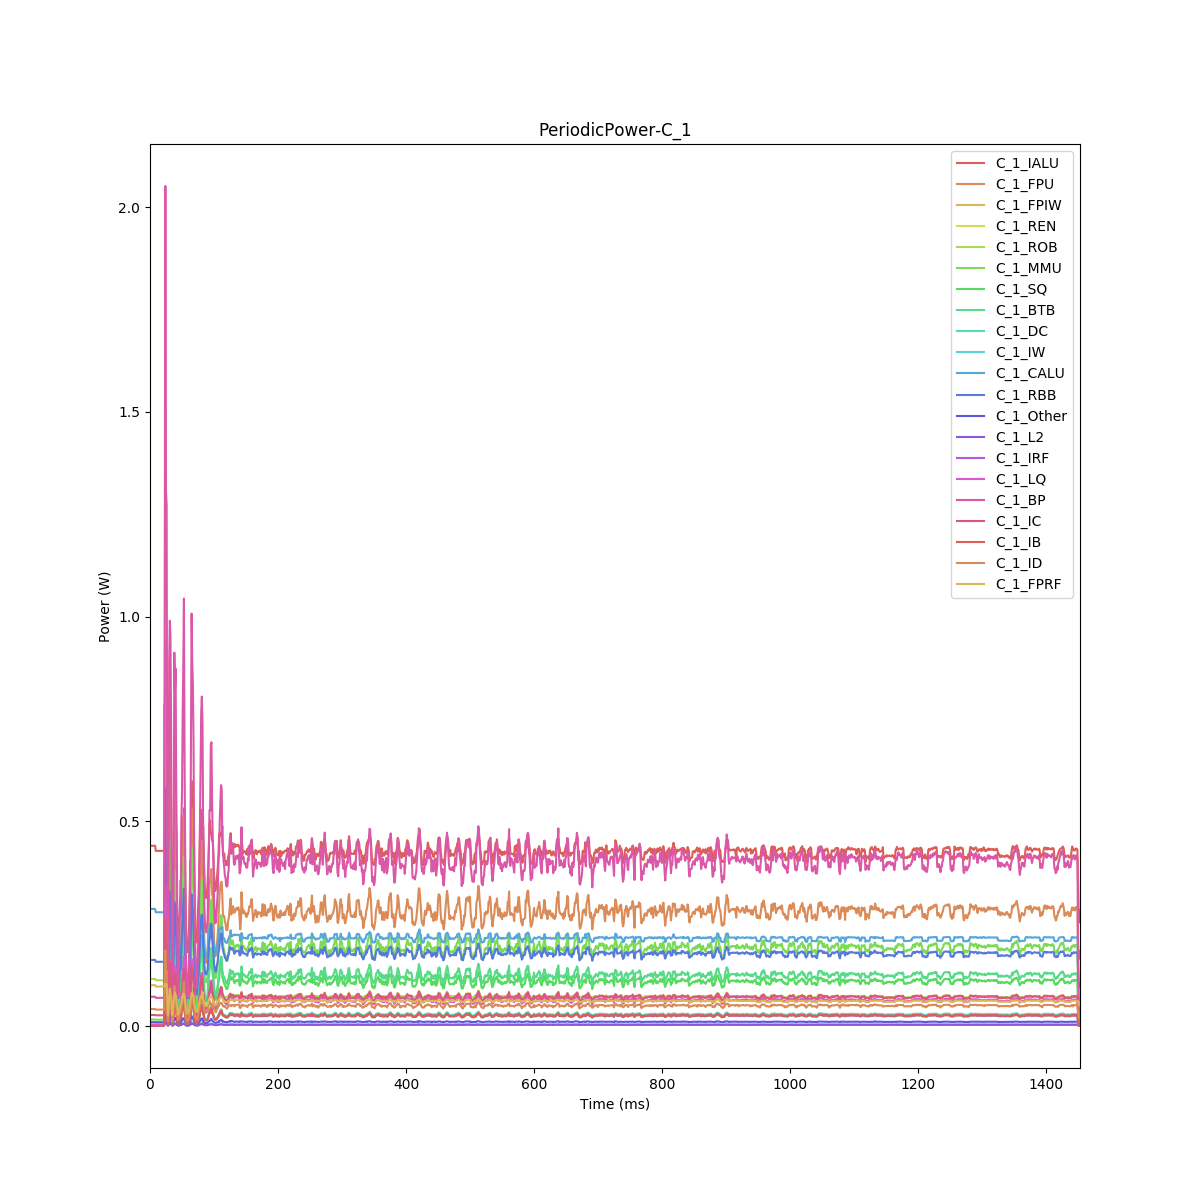 PeriodicPower-C_1
C_1_IALU
C_1_FPU
C_1_FPIW
C_1_REN
C_1_ROB
C_1_MMU
C_1_SQ
C_1_BTB
C_1_DC
C_1_IW
C_1_CALU
C_1_RBB
C_1_Other
C_1_L2
C_1_IRF
C_1_LQ
C_1_BP
C_1_IC
C_1_IB
C_1_ID
C_1_FPRF
2.0
1.5
1.0
0.5
0.0
Power (W)
0 200 400 600 800 1000 1200 1400
Time (ms)